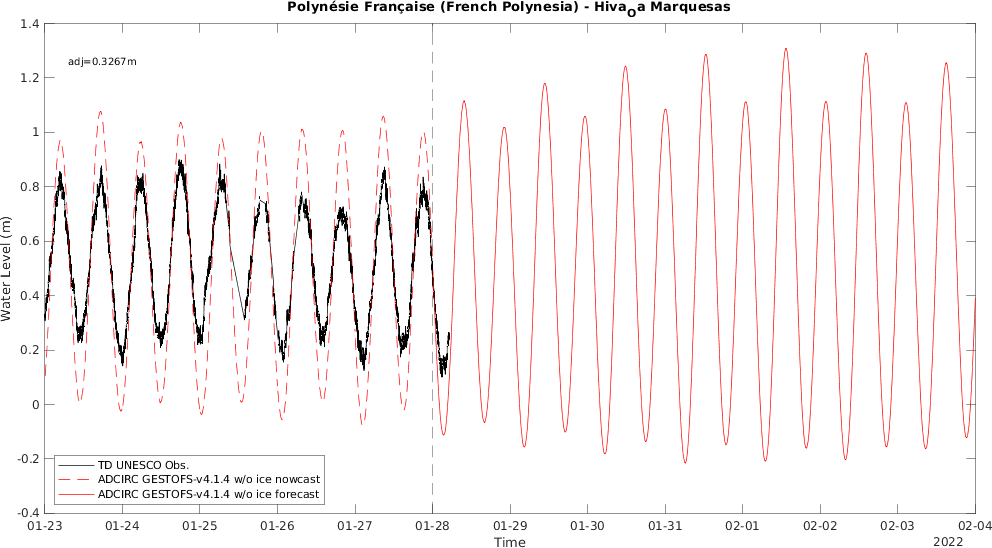 Polynésie Française (French Polynesia) - Hiva_Oa Marquesas
1.4
1.2
1
0.8
0.6
0.4
0.2
0
-0.2
-0.4
Water Level (m)
adj=0.3267m
TD UNESCO Obs.
ADCIRC GESTOFS-v4.1.4 w/o ice nowcast
ADCIRC GESTOFS-v4.1.4 w/o ice forecast
01-23 01-24 01-25 01-26 01-27 01-28 01-29 01-30 01-31 02-01 02-02 02-03 02-04
Time
2022